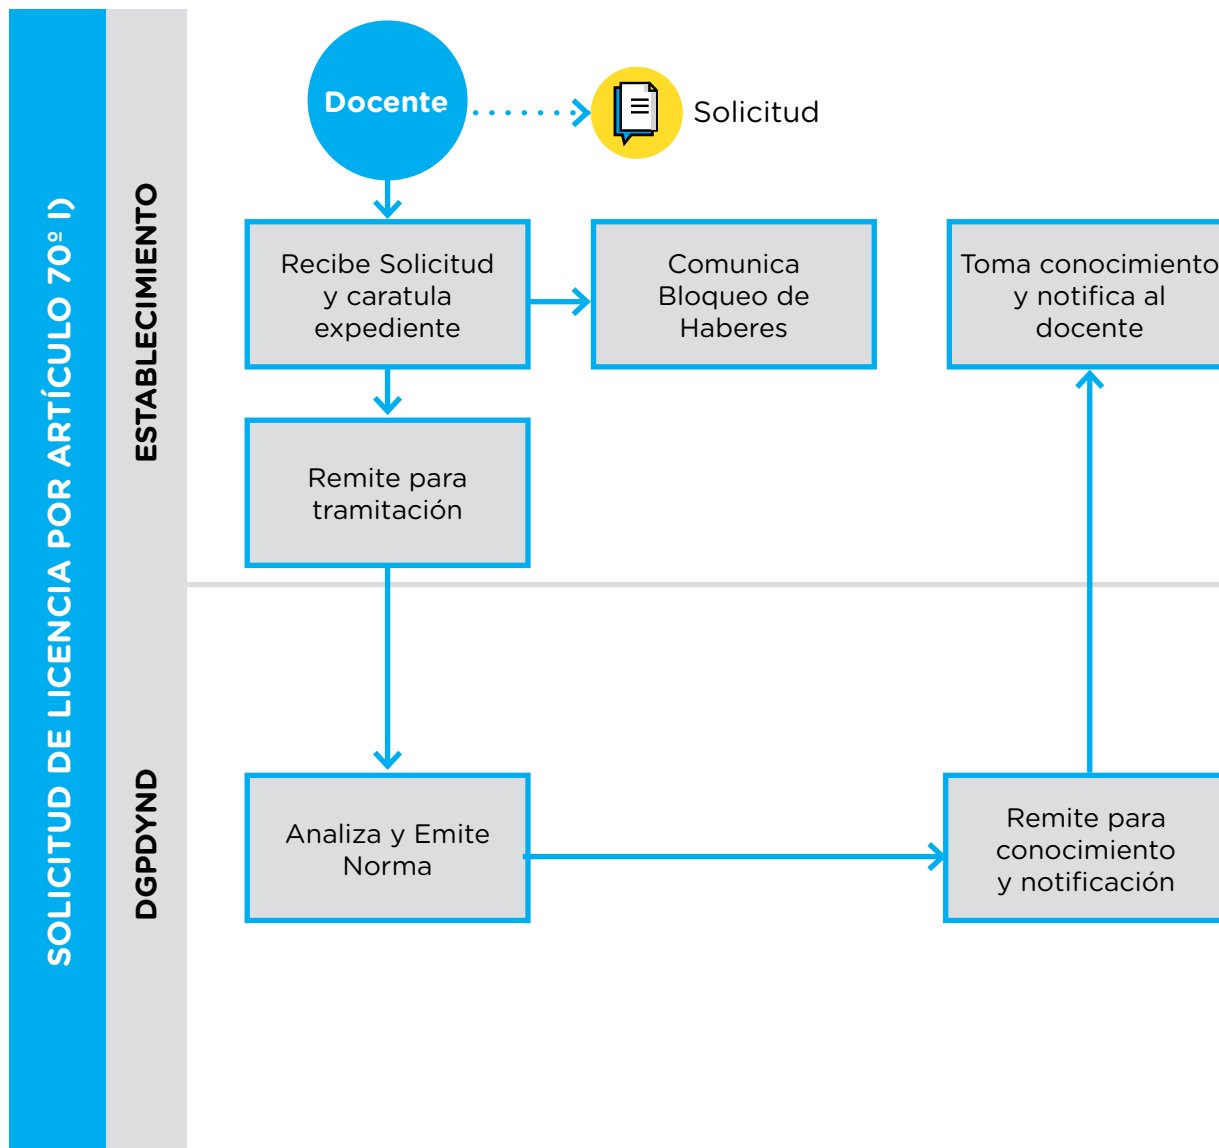 SOLICITUD DE LICENCIA POR ARTÍCULO 70º I)
ESTABLECIMIENTO
Docente
Solicitud
Recibe Solicitud
y caratula
expediente
Comunica
Bloqueo de
Haberes
Toma conocimiento
y notifica al
docente
Remite para
tramitación
DGPDYND
Analiza y Emite
Norma
Remite para
conocimiento
y notificación